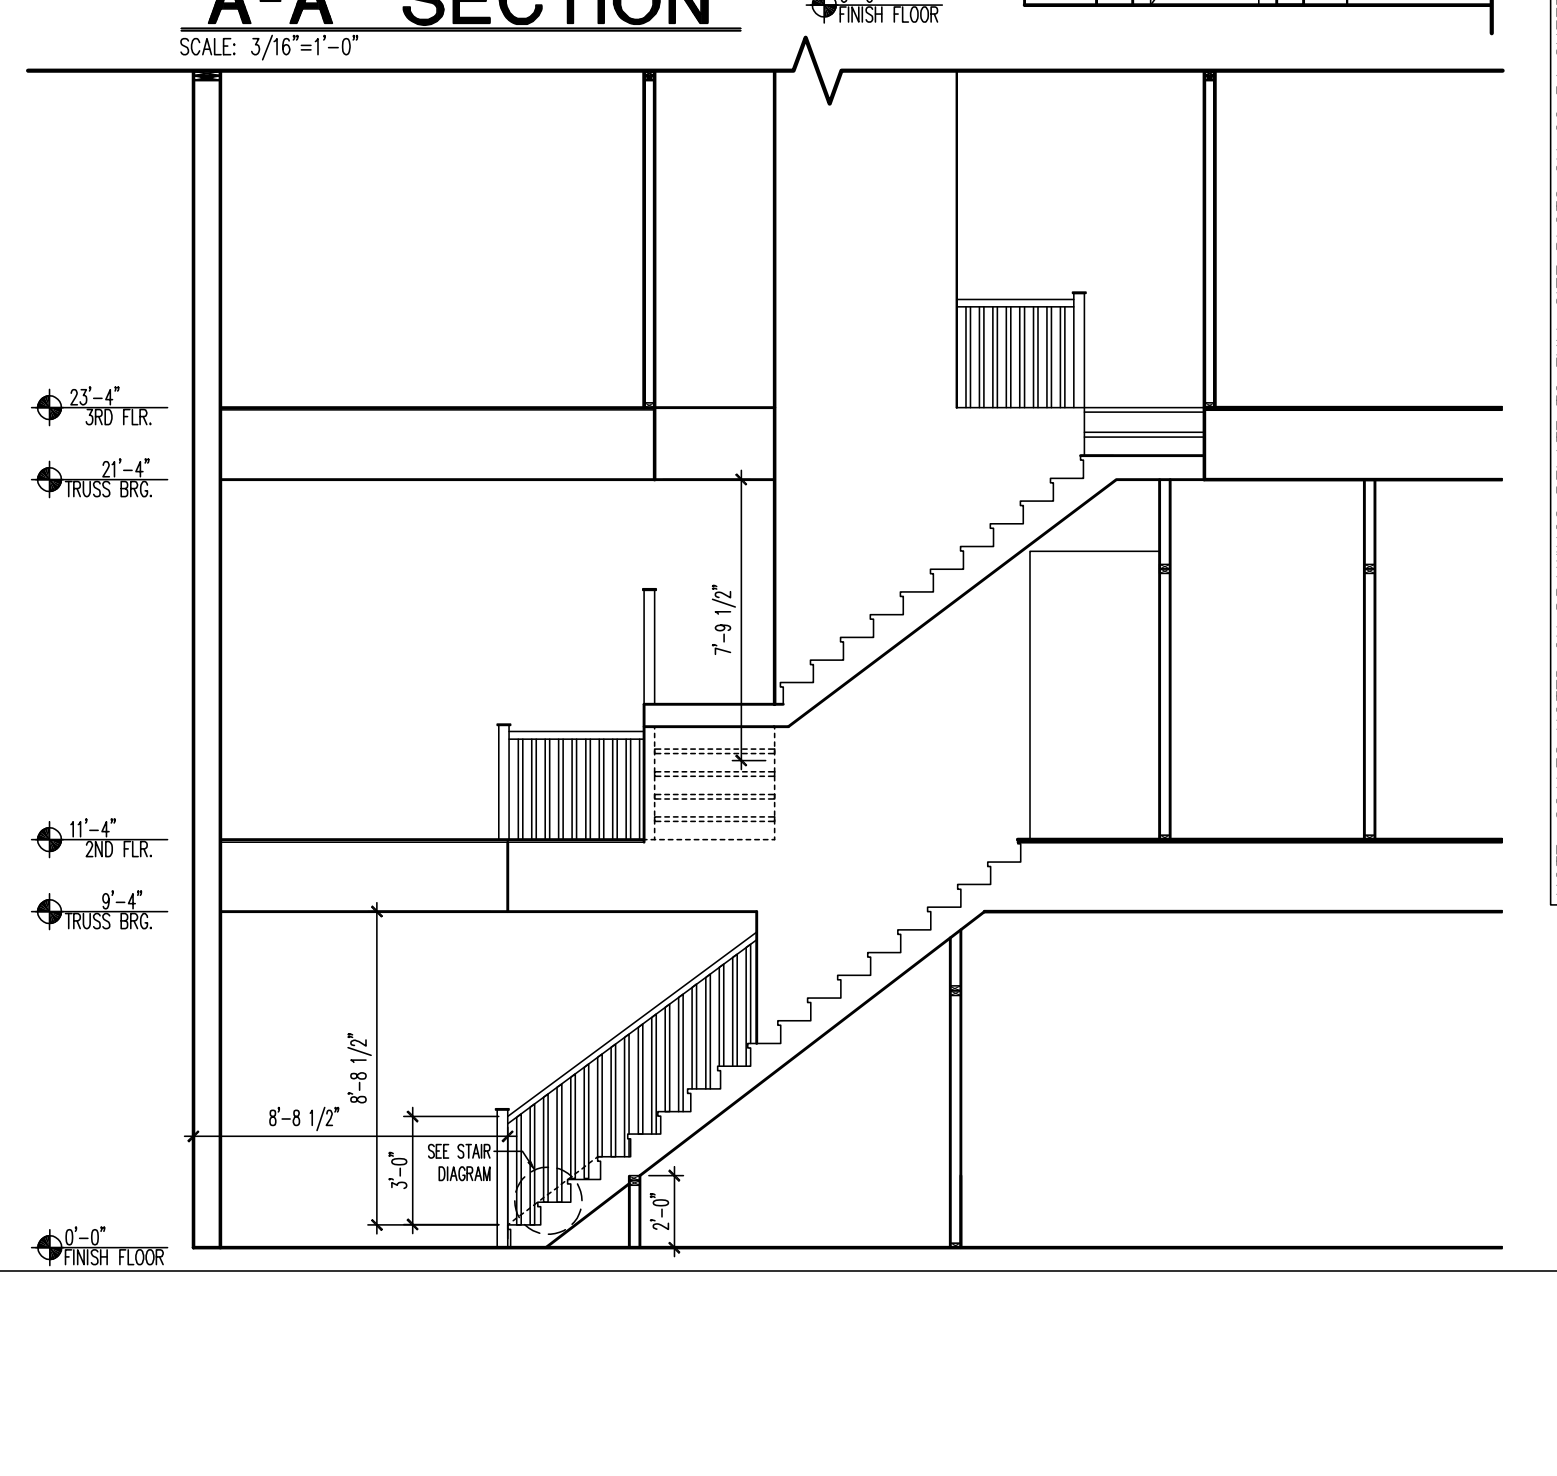 A-A SECTION
SCALE: 3/16"=1'-0"
FINISH FLOOR
23'-4"
3RD FLR.
21'-4"
TRUSS BRG.
7'-9 1/2"
11'-4"
2ND FLR.
9'-4"
TRUSS BRG.
8'-8 1/2"
8'-8 1/2"
3'-0"
SEE STAIR
DIAGRAM
2'-0"
0'-0"
FINISH FLOOR